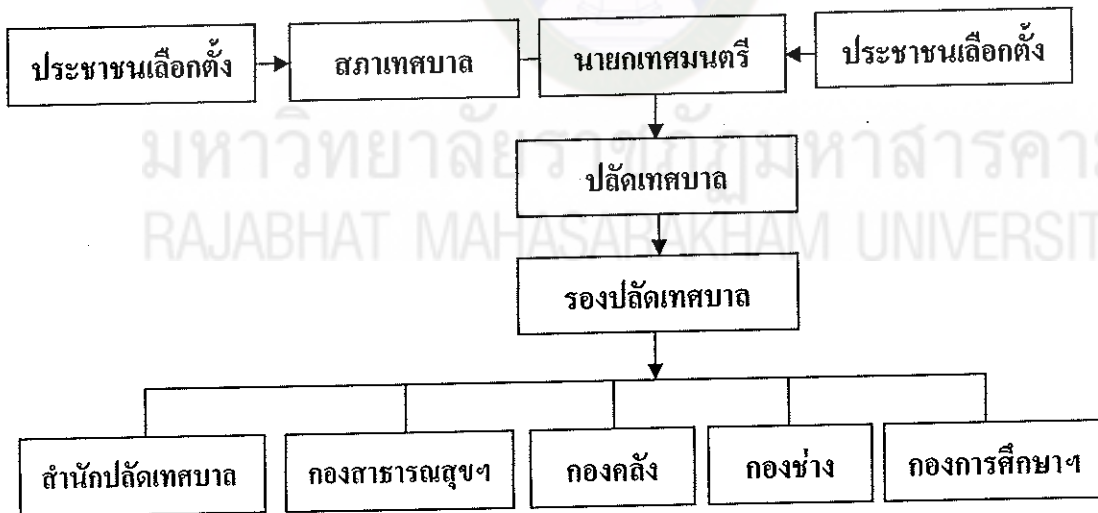 ประชาชนเลือกตั้ง สภาเทศบาล นายกเทศมนตรี ประชาชนเลือกตั้ง
มหาวิทยาลัยราชภัฏมหาสารคาม
ปลัดเทศบาล
RAJABHAT MAHASARAKHAM UNIVERSIT
รองปลัดเทศบาล
สำนักปลัดเทศบาล กองสาธารณสุขฯ กองคลัง กองช่าง กองการศึกษาฯ